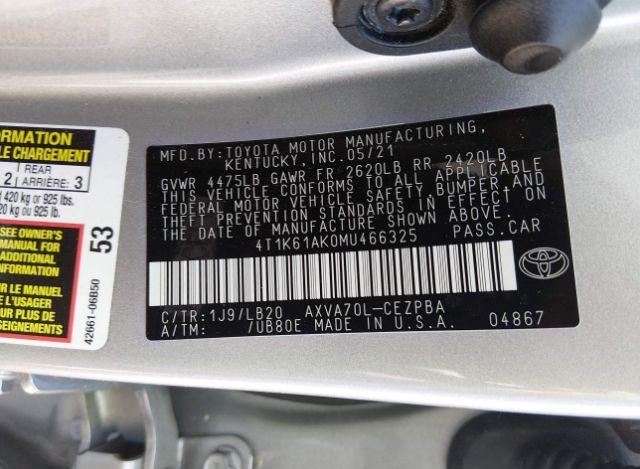 ORMATION
LE CHARGEMENT
2
REAR
ARRIÈRE: 3
420 kg or 925 lbs.
20 kg ou 925 lb.
SEE OWNER'S
MANUAL FOR
ADDITIONAL
INFORMATION
LE MANUEL
DE L'USAGER
POUR PLUS DE
53
42661-06B50
MFD.BY:TOYOTA MOTOR MANUFACTURING,
KENTUCKY, INC.05/21
GVWR 4475LB GAWR FR 2620LB RR 2420LB
THIS VEHICLE CONFORMS TO ALL APPLICABLE
FEDERAL MOTOR VEHICLE SAFETY, BUMPER, AND
THEFT PREVENTION STANDARDS IN EFFECT ON
THE DATE OF MANUFACTURE SHOWN ABOVE.
4T1K61AK0MU466325 PASS.CAR
C/TR:1J9/LB20 AXVA70L-CEZPBA
A/TM: /UB80E MADE IN U.S.A. 04867